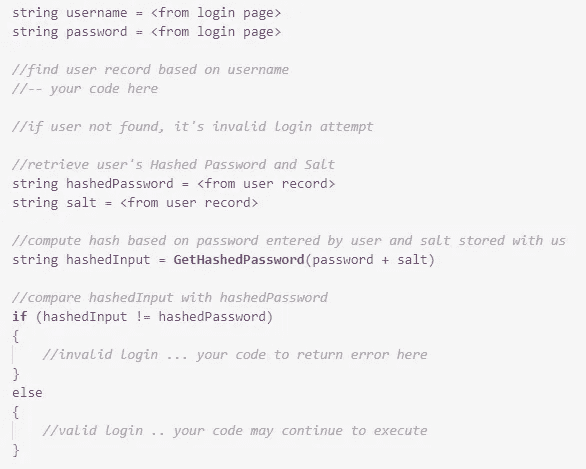 string username = <from login page>
string password = <from login page>
//find user record based on username
//-- your code here
//if user not found, it's invalid login attempt
//retrieve user's Hashed Password and Salt
string hashedPassword = <from user record>
string salt = <from user record>
//compute hash based on password entered by user and salt stored with us
string hashedInput = GetHashedPassword(password + salt)
//compare hashedInput with hashedPassword
if (hashedInput != hashedPassword)
{
//invalid login ... your code to return error here
}
else
{
//valid login .. your code may continue to execute
}